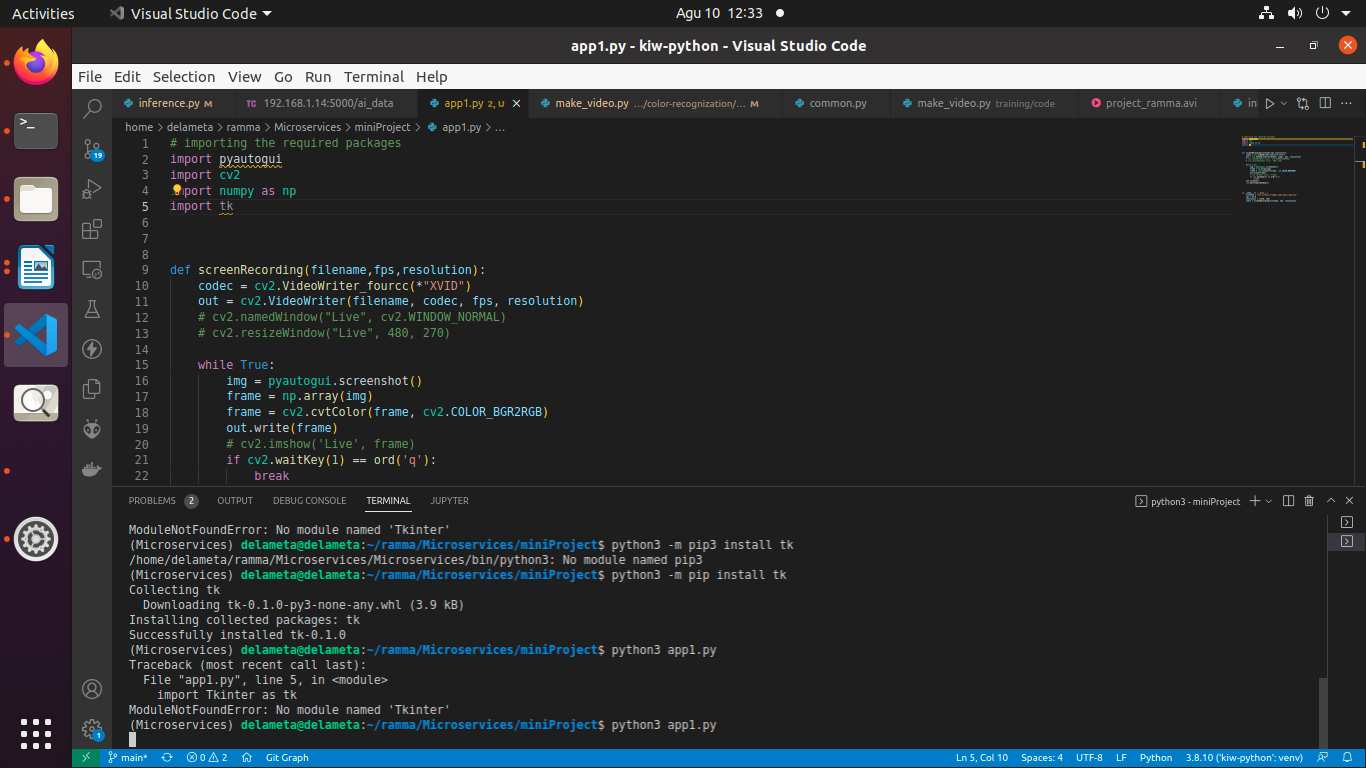 Activities
Visual Studio Code
Agu 10 12:33
app1.py - kiw-python - Visual Studio Code
File Edit Selection View Go Run Terminal Help
inference.py M
TC 192.168.1.14:5000/ai_data
app1.py 2, U
make_video.py .../color-recognization/... M
common.py
make_video.py training/code
project_ramma.avi
home > delameta > ramma > Microservices > miniProject > app1.py > ...
1 # importing the required packages
2 import pyautogui
3 import cv2
4 import numpy as np
5 import tk
6
7
8
9 def screenRecording(filename,fps,resolution):
10 codec = cv2.VideoWriter_fourcc(*"XVID")
11 out = cv2.VideoWriter(filename, codec, fps, resolution)
12 # cv2.namedWindow("Live", cv2.WINDOW_NORMAL)
13 # cv2.resizeWindow("Live", 480, 270)
14
15 while True:
16 img = pyautogui.screenshot()
17 frame = np.array(img)
18 frame = cv2.cvtColor(frame, cv2.COLOR_BGR2RGB)
19 out.write(frame)
20 # cv2.imshow('Live', frame)
21 if cv2.waitKey(1) == ord('q'):
22 break
19
PROBLEMS 2 OUTPUT DEBUG CONSOLE TERMINAL JUPYTER
python3 - miniProject
ModuleNotFoundError: No module named 'Tkinter'
(Microservices) delameta@delameta:~/ramma/Microservices/miniProject$ python3 -m pip3 install tk
/home/delameta/ramma/Microservices/Microservices/bin/python3: No module named pip3
(Microservices) delameta@delameta:~/ramma/Microservices/miniProject$ python3 -m pip install tk
Collecting tk
Downloading tk-0.1.0-py3-none-any.whl (3.9 kB)
Installing collected packages: tk
Successfully installed tk-0.1.0
(Microservices) delameta@delameta:~/ramma/Microservices/miniProject$ python3 app1.py
Traceback (most recent call last):
File "app1.py", line 5, in <module>
import Tkinter as tk
ModuleNotFoundError: No module named 'Tkinter'
(Microservices) delameta@delameta:~/ramma/Microservices/miniProject$ python3 app1.py
1
main* 0 2 Git Graph
Ln 5, Col 10 Spaces: 4 UTF-8 LF Python 3.8.10 ('kiw-python': venv)